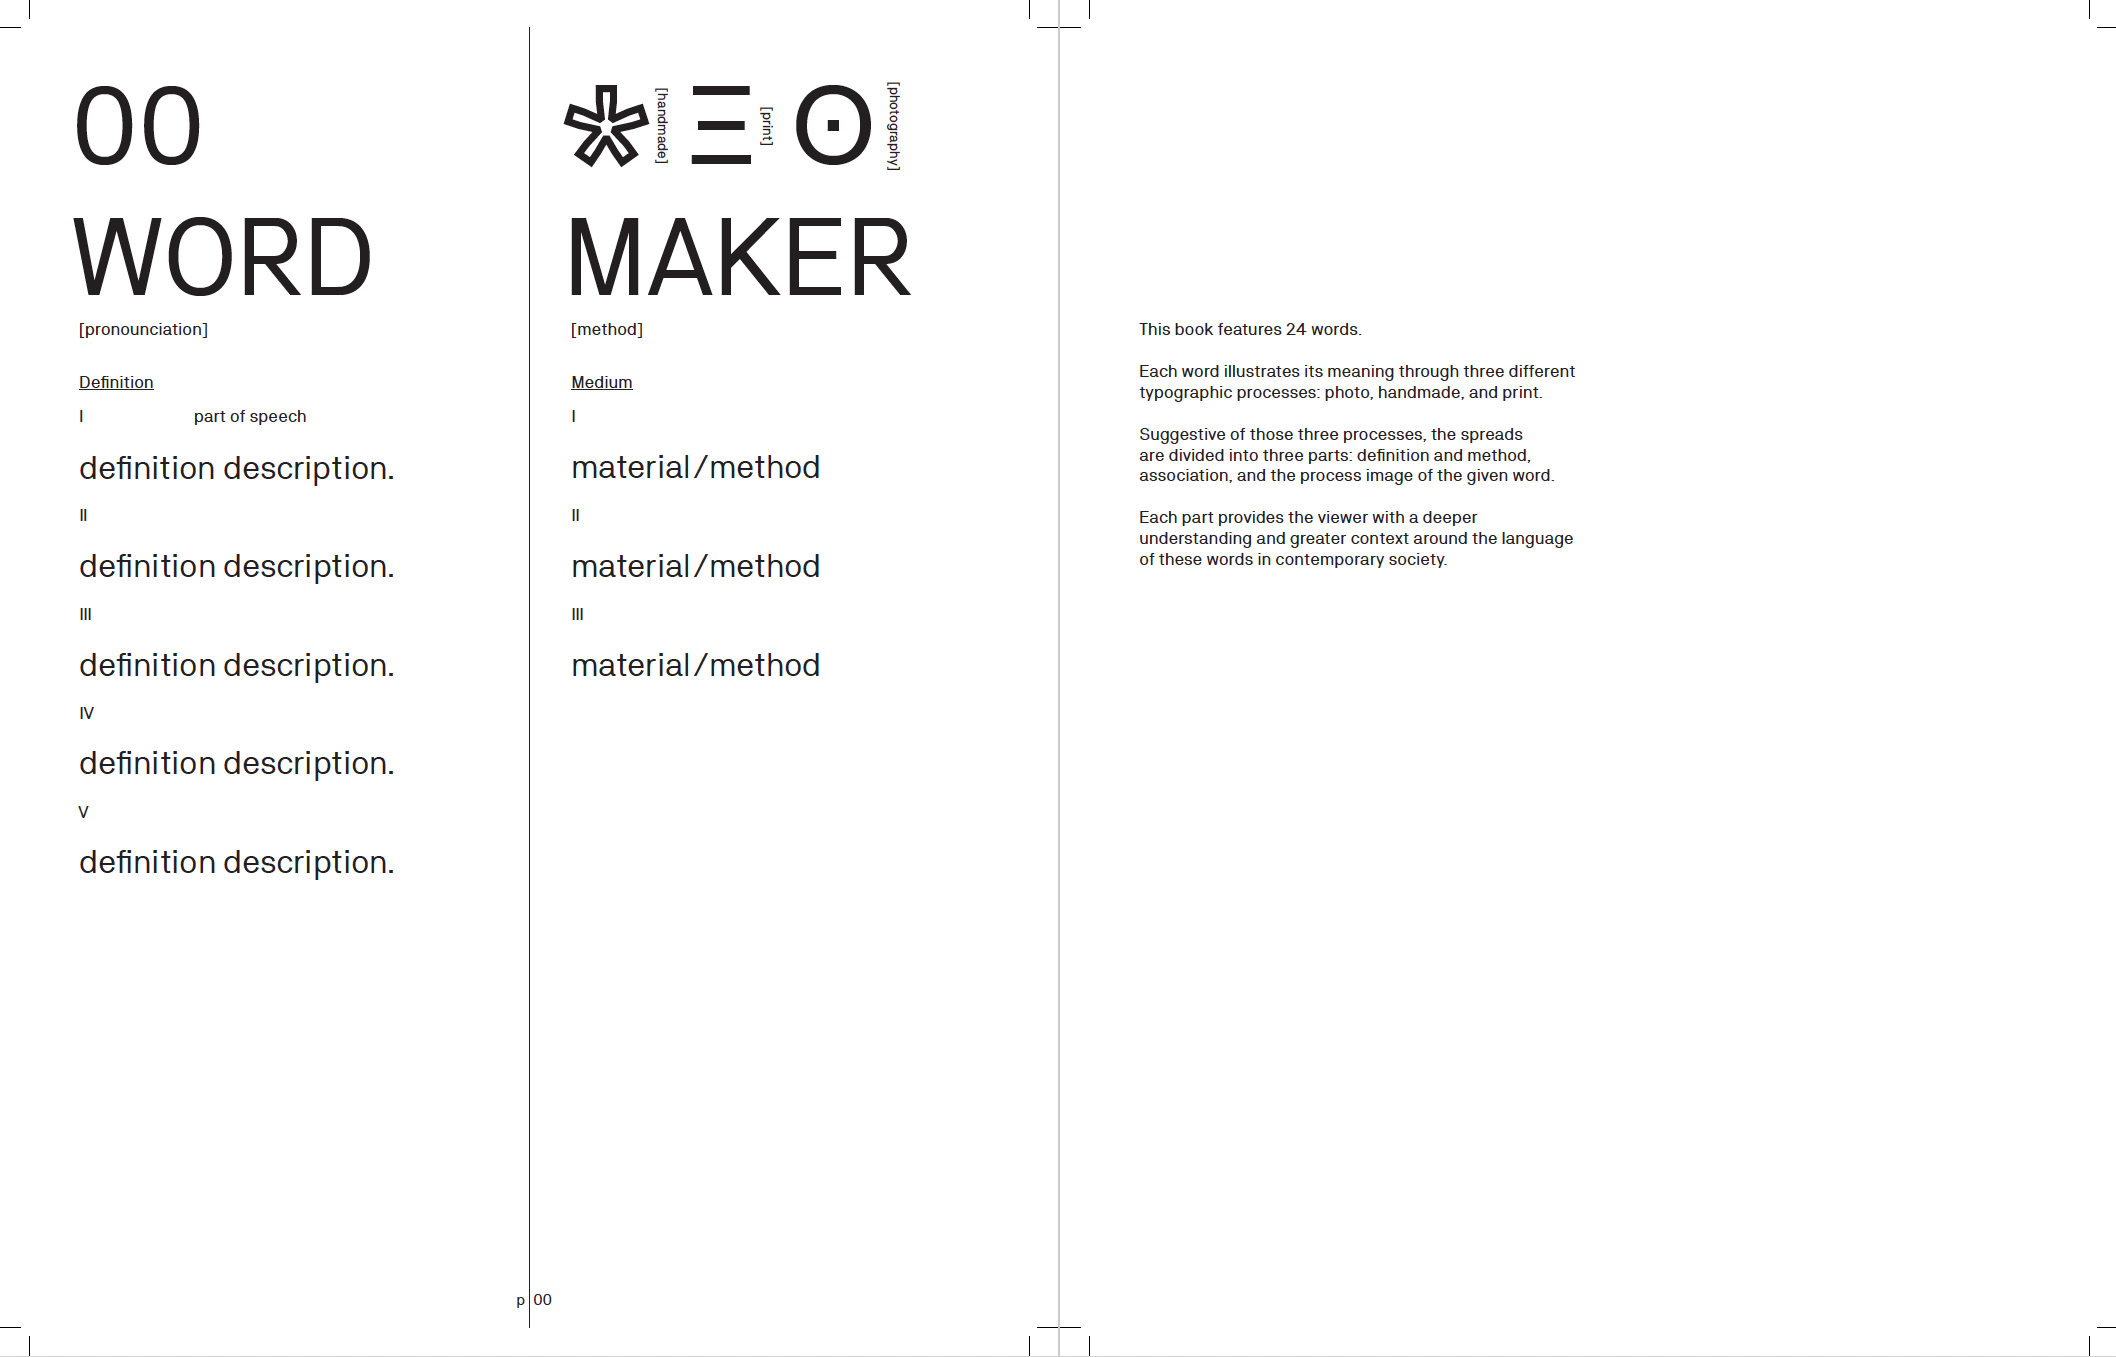 00
WORD
[pronounciation]
Definition
I part of speech
definition description.
II
definition description.
III
definition description.
IV
definition description.
V
definition description.
[handmade] [print] [photography]
MAKER
[method]
Medium
I
material/method
II
material/method
III
material/method
p 00
This book features 24 words.
Each word illustrates its meaning through three different
typographic processes: photo, handmade, and print.
Suggestive of those three processes, the spreads
are divided into three parts: definition and method,
association, and the process image of the given word.
Each part provides the viewer with a deeper
understanding and greater context around the language
of these words in contemporary society.